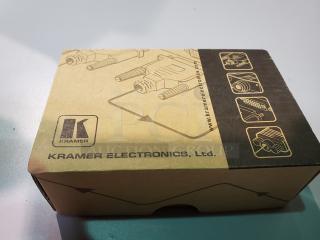 www.kramerelectronics.com
K
KRAMER
KRAMER ELECTRONICS, Ltd.